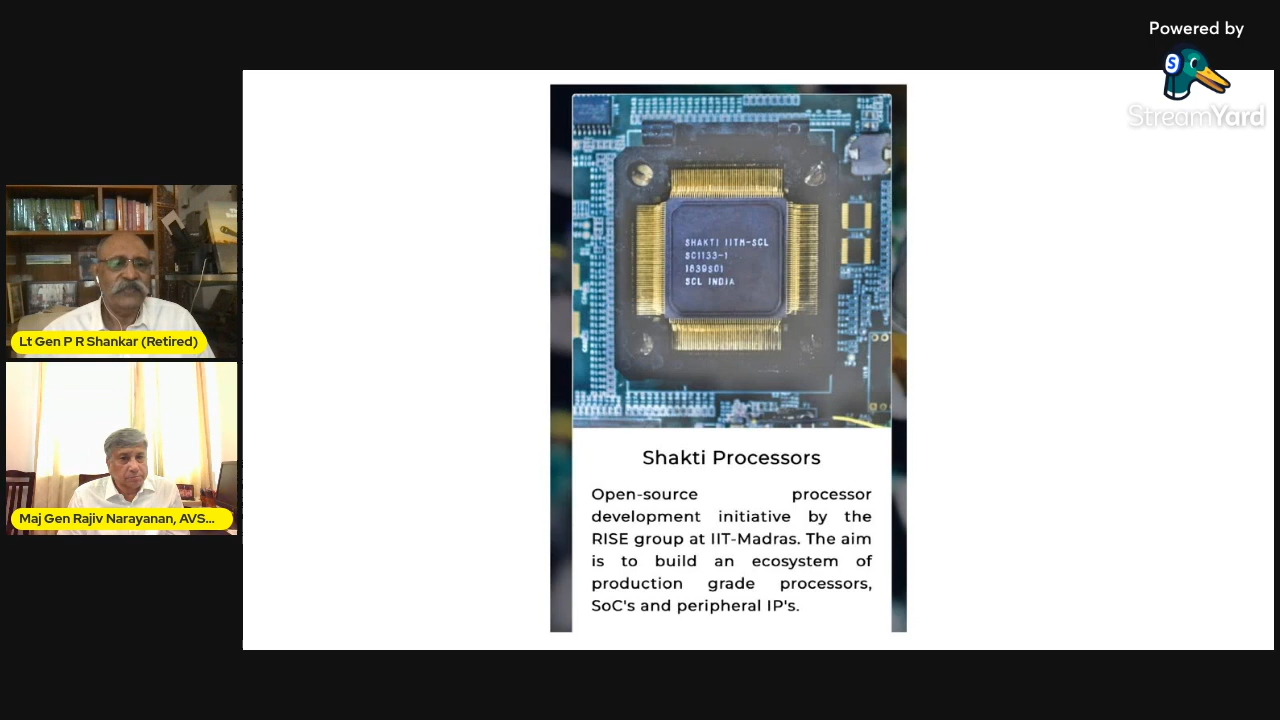 Powered by
StreamYard
SHAKTI IITM-SCL
SC1133-1
1839S01
SCL INDIA
Lt Gen P R Shankar (Retired)
Maj Gen Rajiv Narayanan, AVS...
Shakti Processors
Open-source processor
development initiative by the
RISE group at IIT-Madras. The aim
is to build an ecosystem of
production grade processors,
SoC's and peripheral IP's.